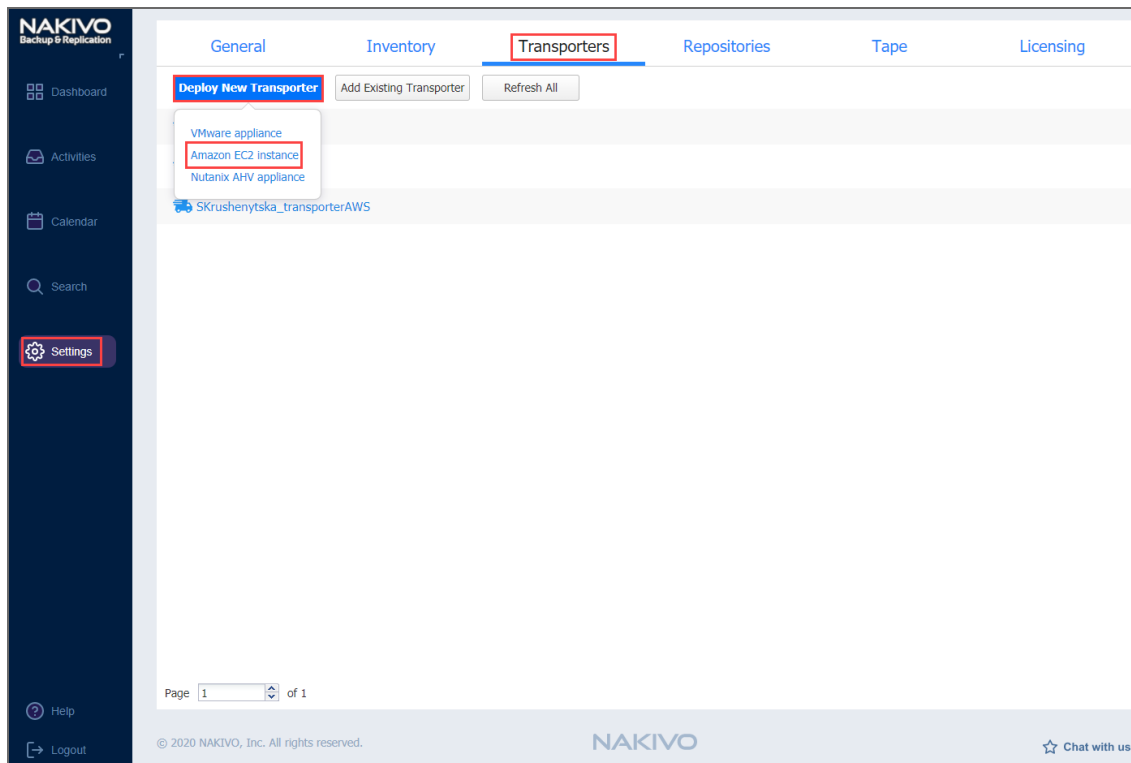 NAKIVO
Backup & Replication
General
Inventory
Transporters
Repositories
Tape
Licensing
Dashboard
Activities
Calendar
Search
Settings
Deploy New Transporter
Add Existing Transporter
Refresh All
VMware appliance
Amazon EC2 instance
Nutanix AHV appliance
SKrushenytska_transporterAWS
Page 1 of 1
Help
Logout
© 2020 NAKIVO, Inc. All rights reserved.
NAKIVO
Chat with us